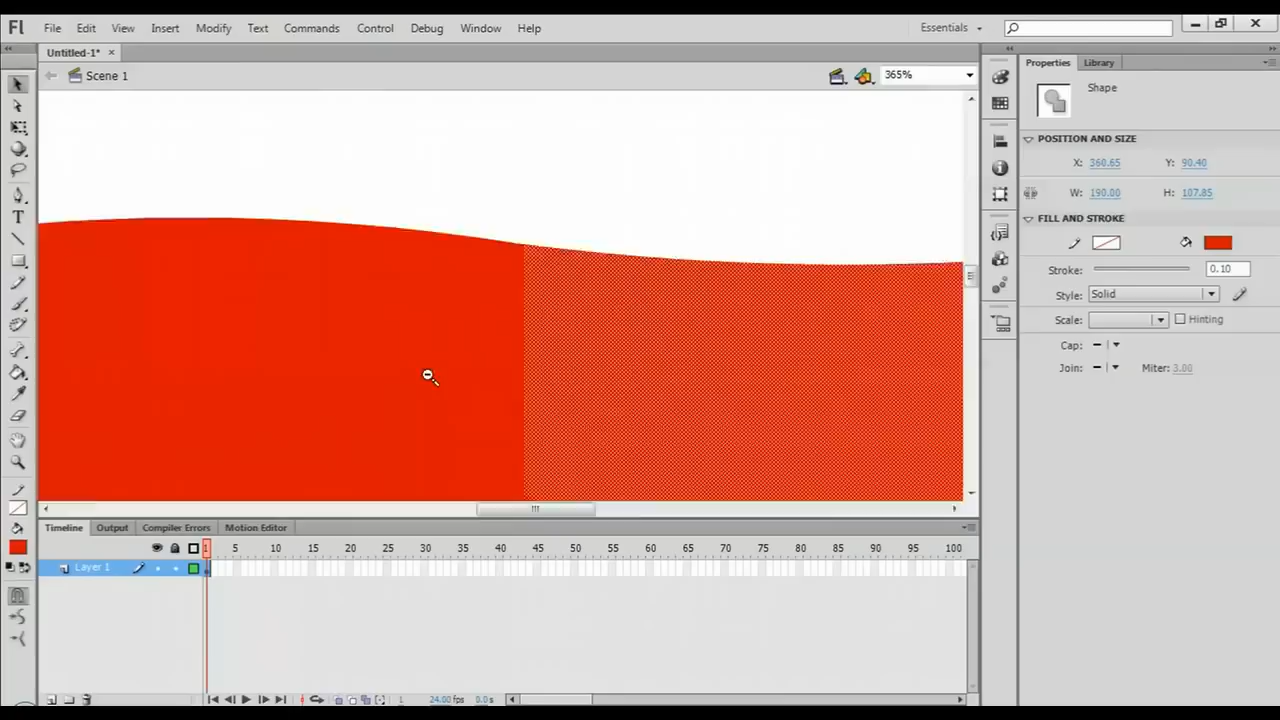 Fl File Edit View Insert Modify Text Commands Control Debug Window Help Essentials
Untitled-1* ×
Scene 1 365%
Properties Library
Shape
POSITION AND SIZE
X: 360.65 Y: 90.40
W: 190.00 H: 107.85
FILL AND STROKE
Stroke: 0.10
Style: Solid
Scale: Hinting
Cap:
Join: Miter: 3.00
T
Timeline Output Compiler Errors Motion Editor
1 5 10 15 20 25 30 35 40 45 50 55 60 65 70 75 80 85 90 95 100
Layer 1
1 24.00 fps 0.0 s